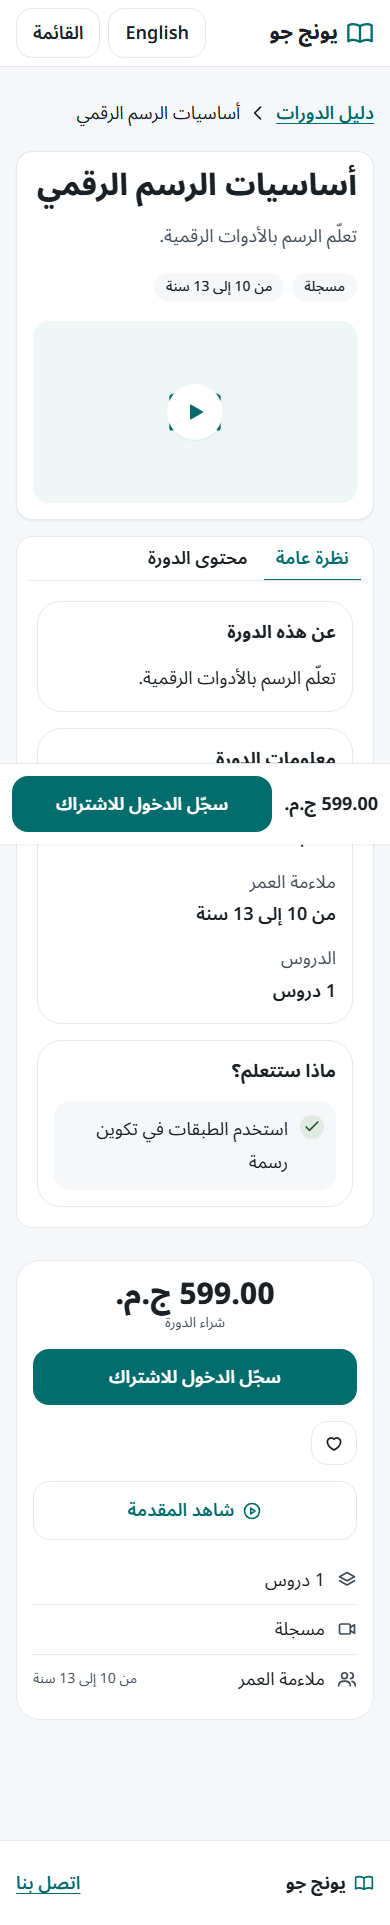 يونج جو
English
القائمة
دليل الدورات
أساسيات الرسم الرقمي
أساسيات الرسم الرقمي
تعلّم الرسم بالأدوات الرقمية.
مسجلة
من 10 إلى 13 سنة
نظرة عامة
محتوى الدورة
عن هذه الدورة
تعلّم الرسم بالأدوات الرقمية.
معلومات الدورة
599.00 ج.م.
سجّل الدخول للاشتراك
ملاءمة العمر
من 10 إلى 13 سنة
الدروس
1 دروس
ماذا ستتعلم؟
استخدم الطبقات في تكوين
رسمة
599.00 ج.م.
شراء الدورة
سجّل الدخول للاشتراك
شاهد المقدمة
1 دروس
مسجلة
ملاءمة العمر
من 10 إلى 13 سنة
يونج جو
اتصل بنا